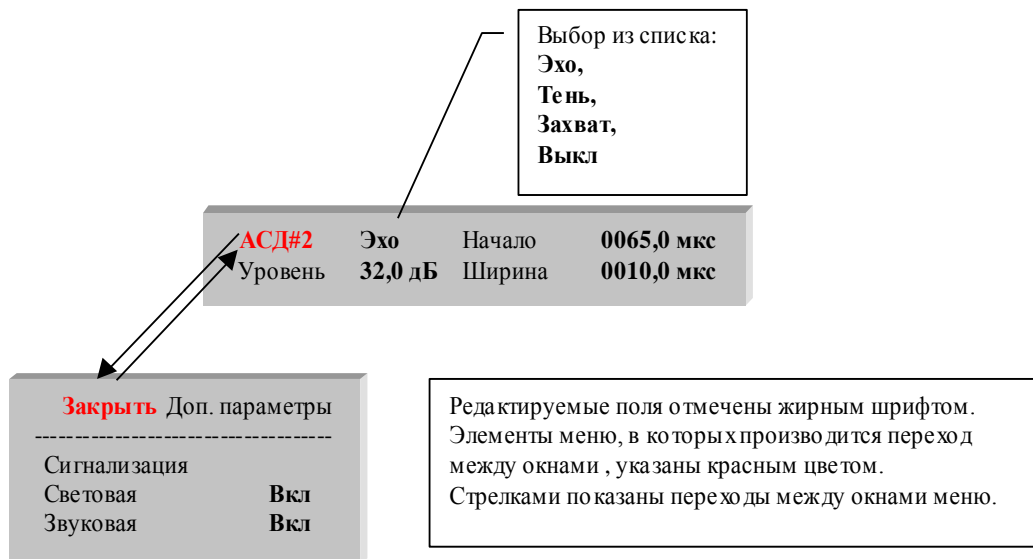 Выбор из списка:
Эхо,
Тень,
Захват,
Выкл
АСД#2 Эхо Начало 0065,0 мкс
Уровень 32,0 дБ Ширина 0010,0 мкс
Закрыть Доп. параметры
--------------------------------------
Сигнализация
Световая Вкл
Звуковая Вкл
Редактируемые поля отмечены жирным шрифтом.
Элементы меню, в которых производится переход
между окнами , указаны красным цветом.
Стрелками показаны переходы между окнами меню.